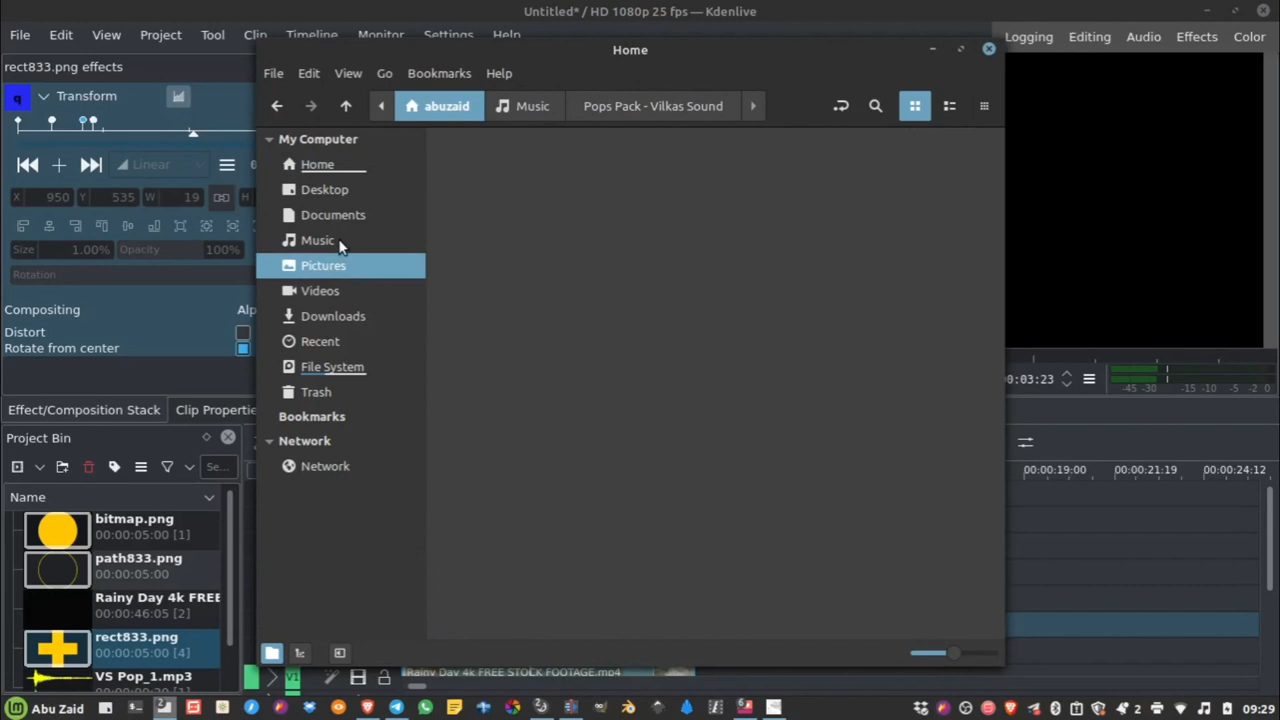 Untitled* / HD 1080p 25 fps — Kdenlive
File Edit View Project Tool Clip Timeline Monitor Settings Help
Logging Editing Audio Effects Color
rect833.png effects
q Transform
Linear
X 950 Y 535 W 19 H
Size 1.00% Opacity 100%
Rotation
Compositing Alp
Distort
Rotate from center
Effect/Composition Stack Clip Propertie
Project Bin
Se...
Name
bitmap.png
00:00:05:00 [1]
path833.png
00:00:05:00
Rainy Day 4k FREE
00:00:46:05 [2]
rect833.png
00:00:05:00 [4]
VS Pop_1.mp3
Home
File Edit View Go Bookmarks Help
abuzaid Music Pops Pack - Vilkas Sound
My Computer
Home
Desktop
Documents
Music
Pictures
Videos
Downloads
Recent
File System
Trash
Bookmarks
Network
Network
0:03:23
-45 -30 -15 -10 -5 -2 0
00:00:19:00 00:00:21:19 00:00:24:12
V1
Rainy Day 4k FREE STOCK FOOTAGE.mp4
Abu Zaid
2
09:29